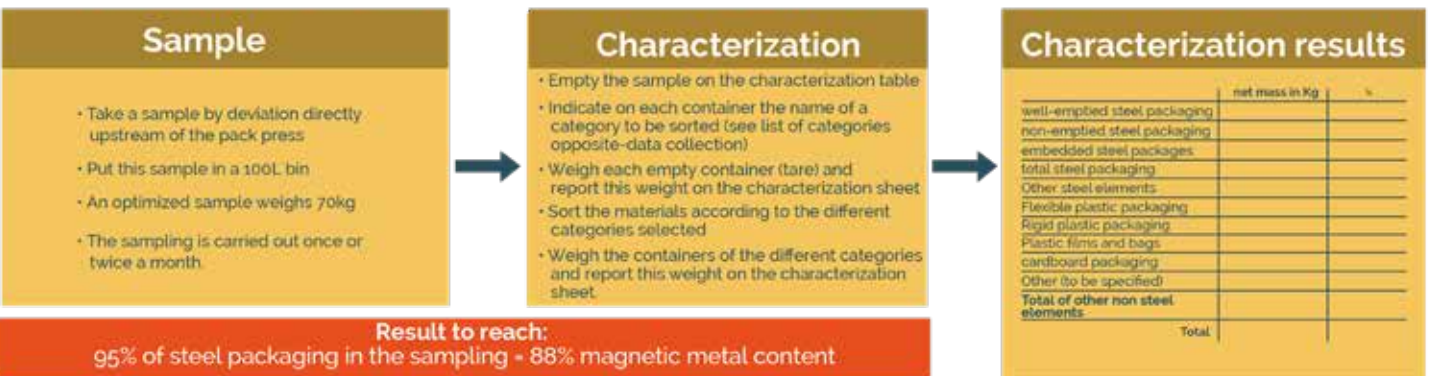 Sample
• Take a sample by deviation directly
upstream of the pack press
• Put this sample in a 100L bin
• An optimized sample weighs 70kg
• The sampling is carried out once or
twice a month.
Characterization
• Empty the sample on the characterization table
• Indicate on each container the name of a
category to be sorted (see list of categories
opposite-data collection)
• Weigh each empty container (tare) and
report this weight on the characterization sheet
• Sort the materials according to the different
categories selected
• Weigh the containers of the different categories
and report this weight on the characterization
sheet.
Characterization results
net mass in Kg %
well-emptied steel packaging
non-emptied steel packaging
embedded steel packages
total steel packaging
Other steel elements
Flexible plastic packaging
Rigid plastic packaging
Plastic films and bags
cardboard packaging
Other (to be specified)
Total of other non steel
elements
Total
Result to reach:
95% of steel packaging in the sampling = 88% magnetic metal content